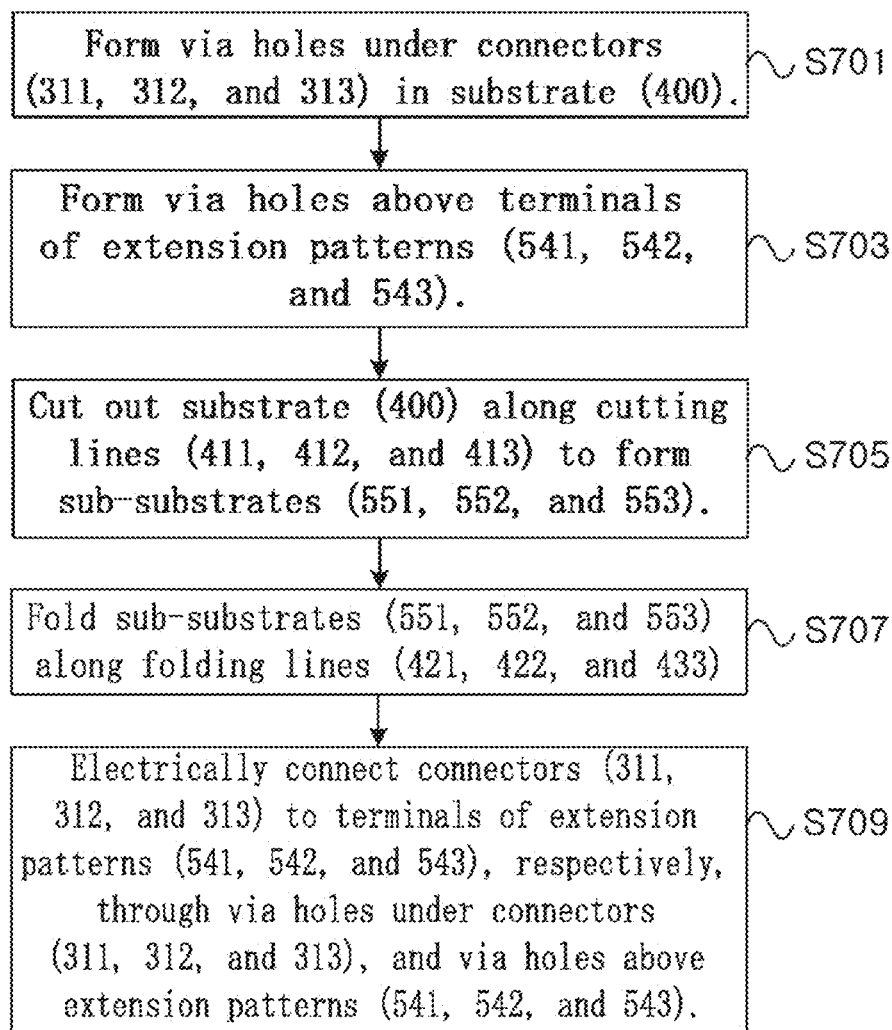 Form via holes under connectors
(311, 312, and 313) in substrate (400).
S701
Form via holes above terminals
of extension patterns (541, 542,
and 543).
S703
Cut out substrate (400) along cutting
lines (411, 412, and 413) to form
sub-substrates (551, 552, and 553).
S705
Fold sub-substrates (551, 552, and 553)
along folding lines (421, 422, and 433)
S707
Electrically connect connectors (311,
312, and 313) to terminals of extension
patterns (541, 542, and 543), respectively,
through via holes under connectors
(311, 312, and 313), and via holes above
extension patterns (541, 542, and 543).
S709